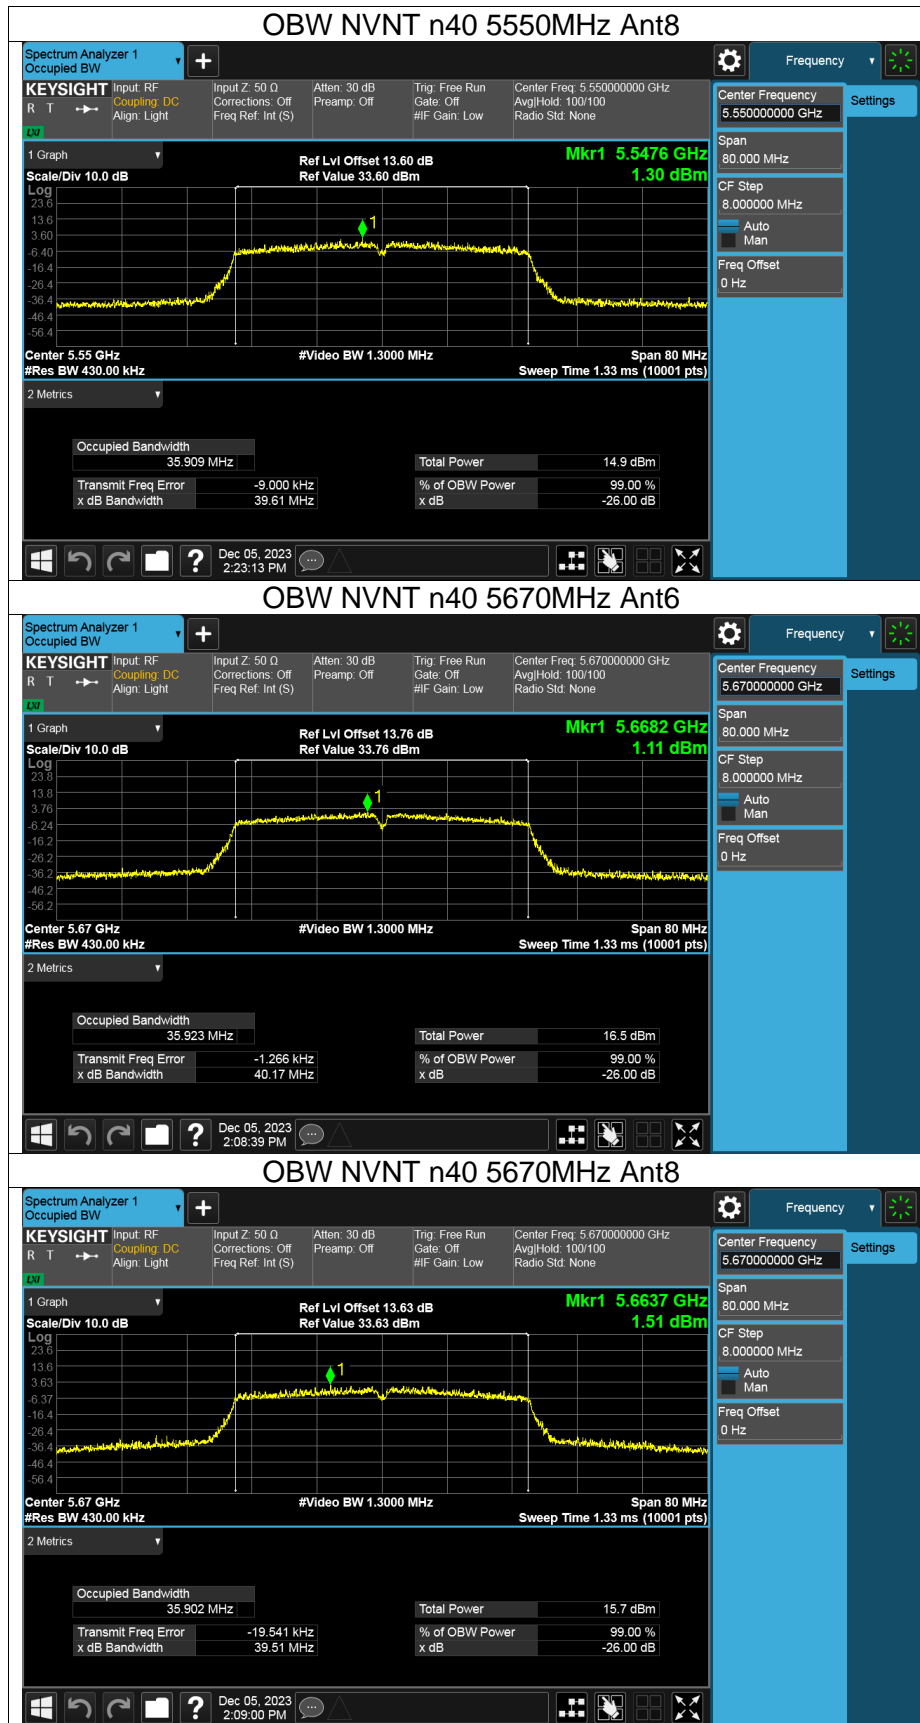 OBW NVNT n40 5550MHz Ant8
Spectrum Analyzer 1
Occupied BW
+
Frequency
KEYSIGHT
R T
LXI
Input: RF
Coupling: DC
Align: Light
Input Z: 50 Ω
Corrections: Off
Freq Ref: Int (S)
Atten: 30 dB
Preamp: Off
Trig: Free Run
Gate: Off
#IF Gain: Low
Center Freq: 5.550000000 GHz
Avg|Hold: 100/100
Radio Std: None
Center Frequency
5.550000000 GHz
Settings
Span
80.000 MHz
CF Step
8.000000 MHz
Auto
Man
Freq Offset
0 Hz
1 Graph
Scale/Div 10.0 dB
Ref Lvl Offset 13.60 dB
Ref Value 33.60 dBm
Mkr1 5.5476 GHz
1.30 dBm
Log
23.6
13.6
3.60
-6.40
-16.4
-26.4
-36.4
-46.4
-56.4
1
Center 5.55 GHz
#Res BW 430.00 kHz
#Video BW 1.3000 MHz
Span 80 MHz
Sweep Time 1.33 ms (10001 pts)
2 Metrics
Occupied Bandwidth
35.909 MHz
Total Power 14.9 dBm
Transmit Freq Error -9.000 kHz
% of OBW Power 99.00 %
x dB Bandwidth 39.61 MHz
x dB -26.00 dB
?
Dec 05, 2023
2:23:13 PM
OBW NVNT n40 5670MHz Ant6
Spectrum Analyzer 1
Occupied BW
+
Frequency
KEYSIGHT
R T
LXI
Input: RF
Coupling: DC
Align: Light
Input Z: 50 Ω
Corrections: Off
Freq Ref: Int (S)
Atten: 30 dB
Preamp: Off
Trig: Free Run
Gate: Off
#IF Gain: Low
Center Freq: 5.670000000 GHz
Avg|Hold: 100/100
Radio Std: None
Center Frequency
5.670000000 GHz
Settings
Span
80.000 MHz
CF Step
8.000000 MHz
Auto
Man
Freq Offset
0 Hz
1 Graph
Scale/Div 10.0 dB
Ref Lvl Offset 13.76 dB
Ref Value 33.76 dBm
Mkr1 5.6682 GHz
1.11 dBm
Log
23.8
13.8
3.76
-6.24
-16.2
-26.2
-36.2
-46.2
-56.2
1
Center 5.67 GHz
#Res BW 430.00 kHz
#Video BW 1.3000 MHz
Span 80 MHz
Sweep Time 1.33 ms (10001 pts)
2 Metrics
Occupied Bandwidth
35.923 MHz
Total Power 16.5 dBm
Transmit Freq Error -1.266 kHz
% of OBW Power 99.00 %
x dB Bandwidth 40.17 MHz
x dB -26.00 dB
?
Dec 05, 2023
2:08:39 PM
OBW NVNT n40 5670MHz Ant8
Spectrum Analyzer 1
Occupied BW
+
Frequency
KEYSIGHT
R T
LXI
Input: RF
Coupling: DC
Align: Light
Input Z: 50 Ω
Corrections: Off
Freq Ref: Int (S)
Atten: 30 dB
Preamp: Off
Trig: Free Run
Gate: Off
#IF Gain: Low
Center Freq: 5.670000000 GHz
Avg|Hold: 100/100
Radio Std: None
Center Frequency
5.670000000 GHz
Settings
Span
80.000 MHz
CF Step
8.000000 MHz
Auto
Man
Freq Offset
0 Hz
1 Graph
Scale/Div 10.0 dB
Ref Lvl Offset 13.63 dB
Ref Value 33.63 dBm
Mkr1 5.6637 GHz
1.51 dBm
Log
23.6
13.6
3.63
-6.37
-16.4
-26.4
-36.4
-46.4
-56.4
1
Center 5.67 GHz
#Res BW 430.00 kHz
#Video BW 1.3000 MHz
Span 80 MHz
Sweep Time 1.33 ms (10001 pts)
2 Metrics
Occupied Bandwidth
35.902 MHz
Total Power 15.7 dBm
Transmit Freq Error -19.541 kHz
% of OBW Power 99.00 %
x dB Bandwidth 39.51 MHz
x dB -26.00 dB
?
Dec 05, 2023
2:09:00 PM